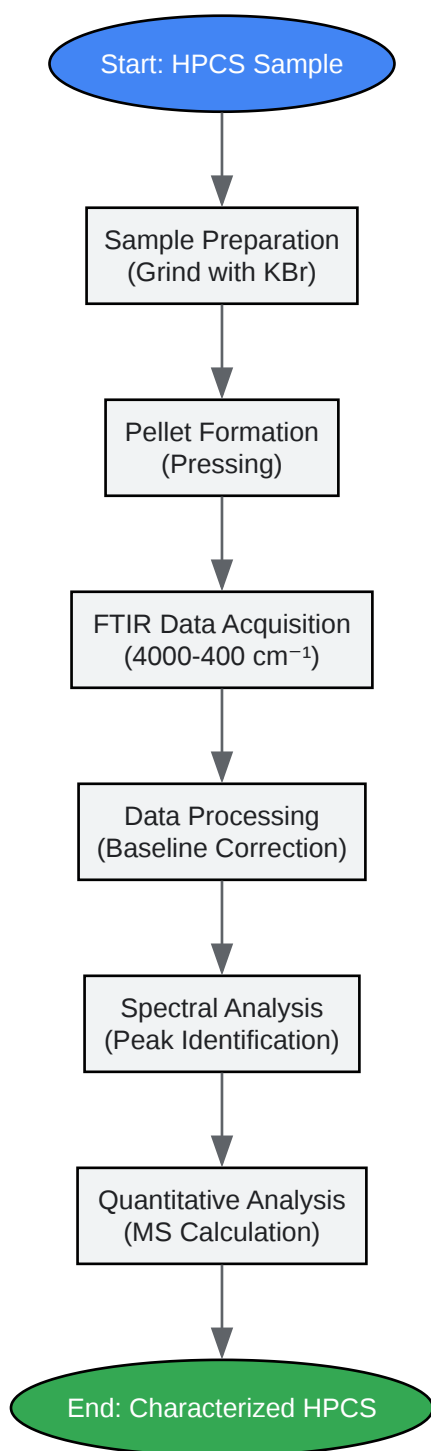 Start: HPCS Sample
Sample Preparation
(Grind with KBr)
Pellet Formation
(Pressing)
FTIR Data Acquisition
(4000-400 cm⁻¹)
Data Processing
(Baseline Correction)
Spectral Analysis
(Peak Identification)
Quantitative Analysis
(MS Calculation)
End: Characterized HPCS